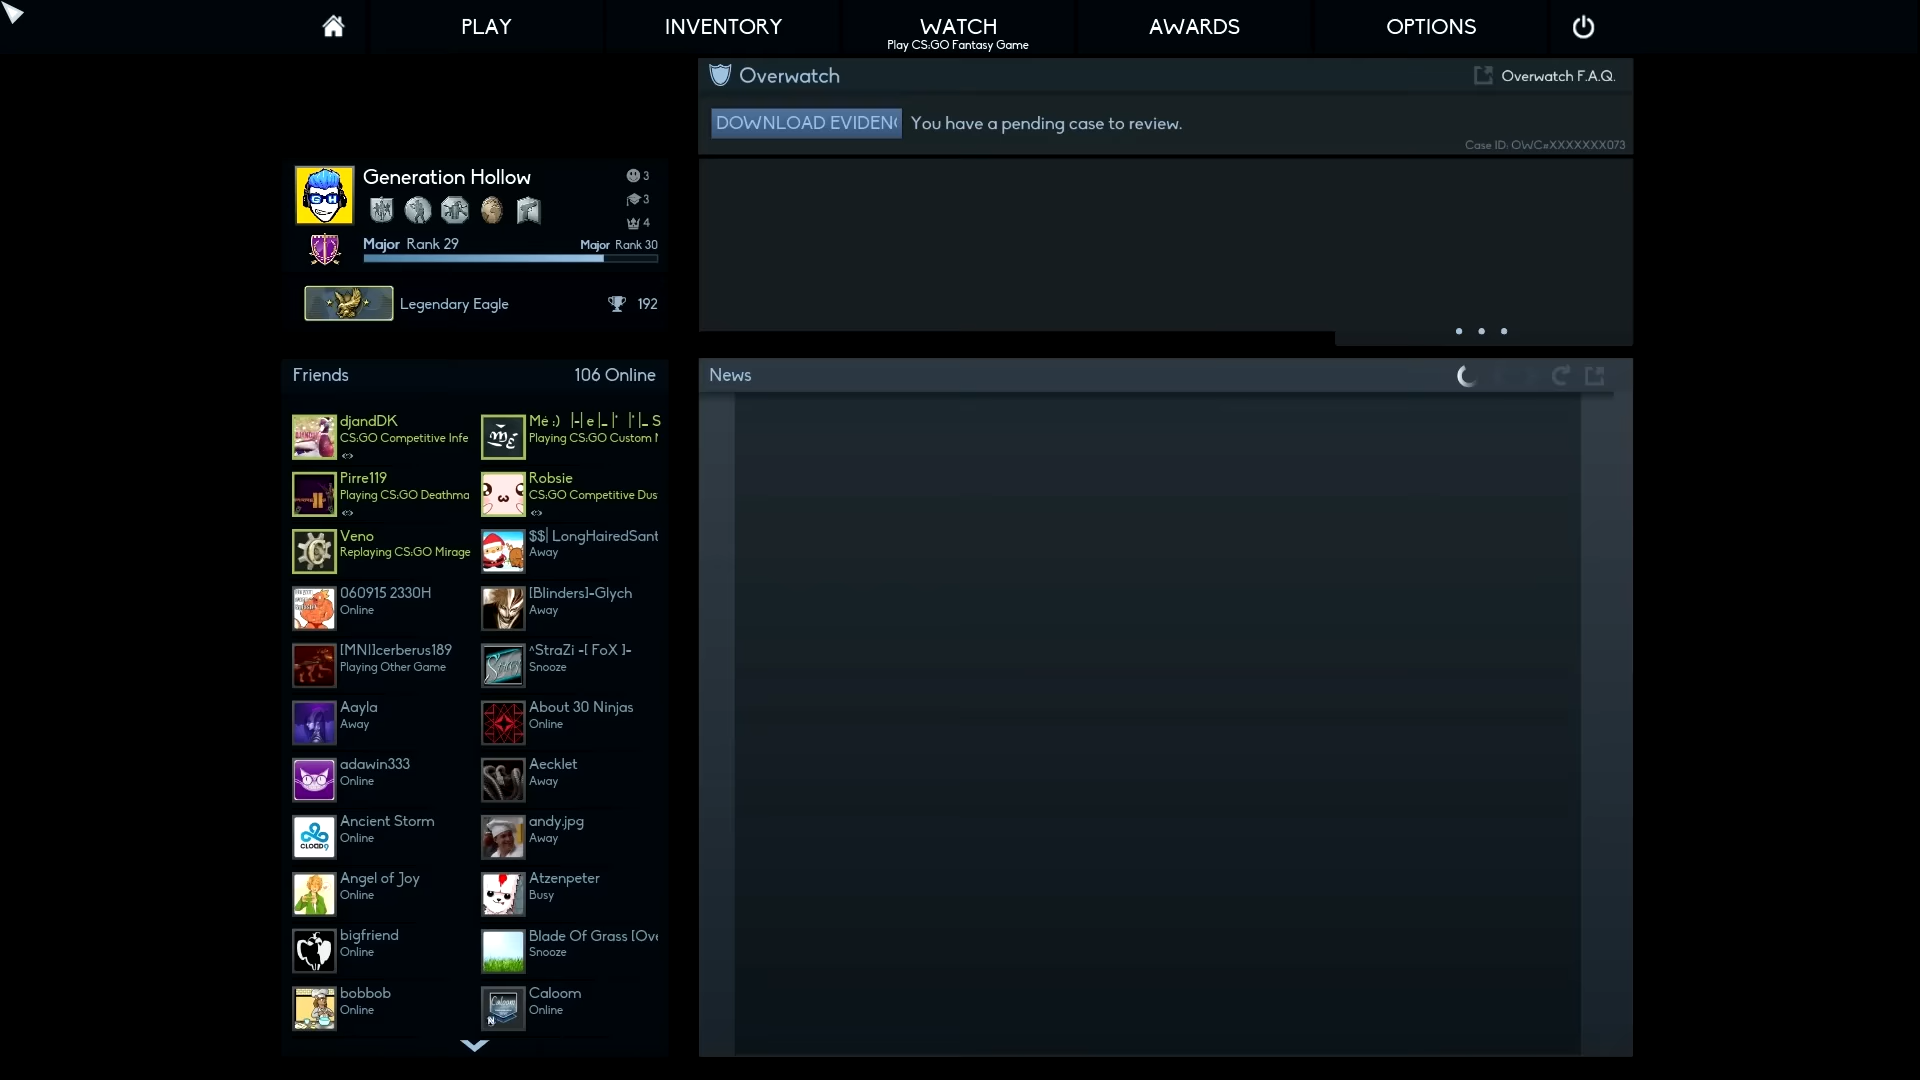 PLAY
INVENTORY
WATCH
Play CS:GO Fantasy Game
AWARDS
OPTIONS
Overwatch
Overwatch F.A.Q.
DOWNLOAD EVIDEN
You have a pending case to review.
Case ID: OWC#XXXXXXX073
Generation Hollow
3
3
4
Major Rank 29
Major Rank 30
Legendary Eagle
192
Friends
106 Online
News
djandDK
CS:GO Competitive Infe
Mé :) |-| e |_ |* |*|_ S
Playing CS:GO Custom
Pirre119
Playing CS:GO Deathma
Robsie
CS:GO Competitive Dus
Veno
Replaying CS:GO Mirage
$$| LongHairedSant
Away
060915 2330H
Online
[Blinders]-Glych
Away
[MNI]cerberus189
Playing Other Game
^StraZi -[ FoX ]-
Snooze
Aayla
Away
About 30 Ninjas
Online
adawin333
Online
Aecklet
Away
Ancient Storm
Online
CLOUD9
andy.jpg
Away
Angel of Joy
Online
Atzenpeter
Busy
bigfriend
Online
Blade Of Grass [Ove
Snooze
bobbob
Online
Caloom
Online